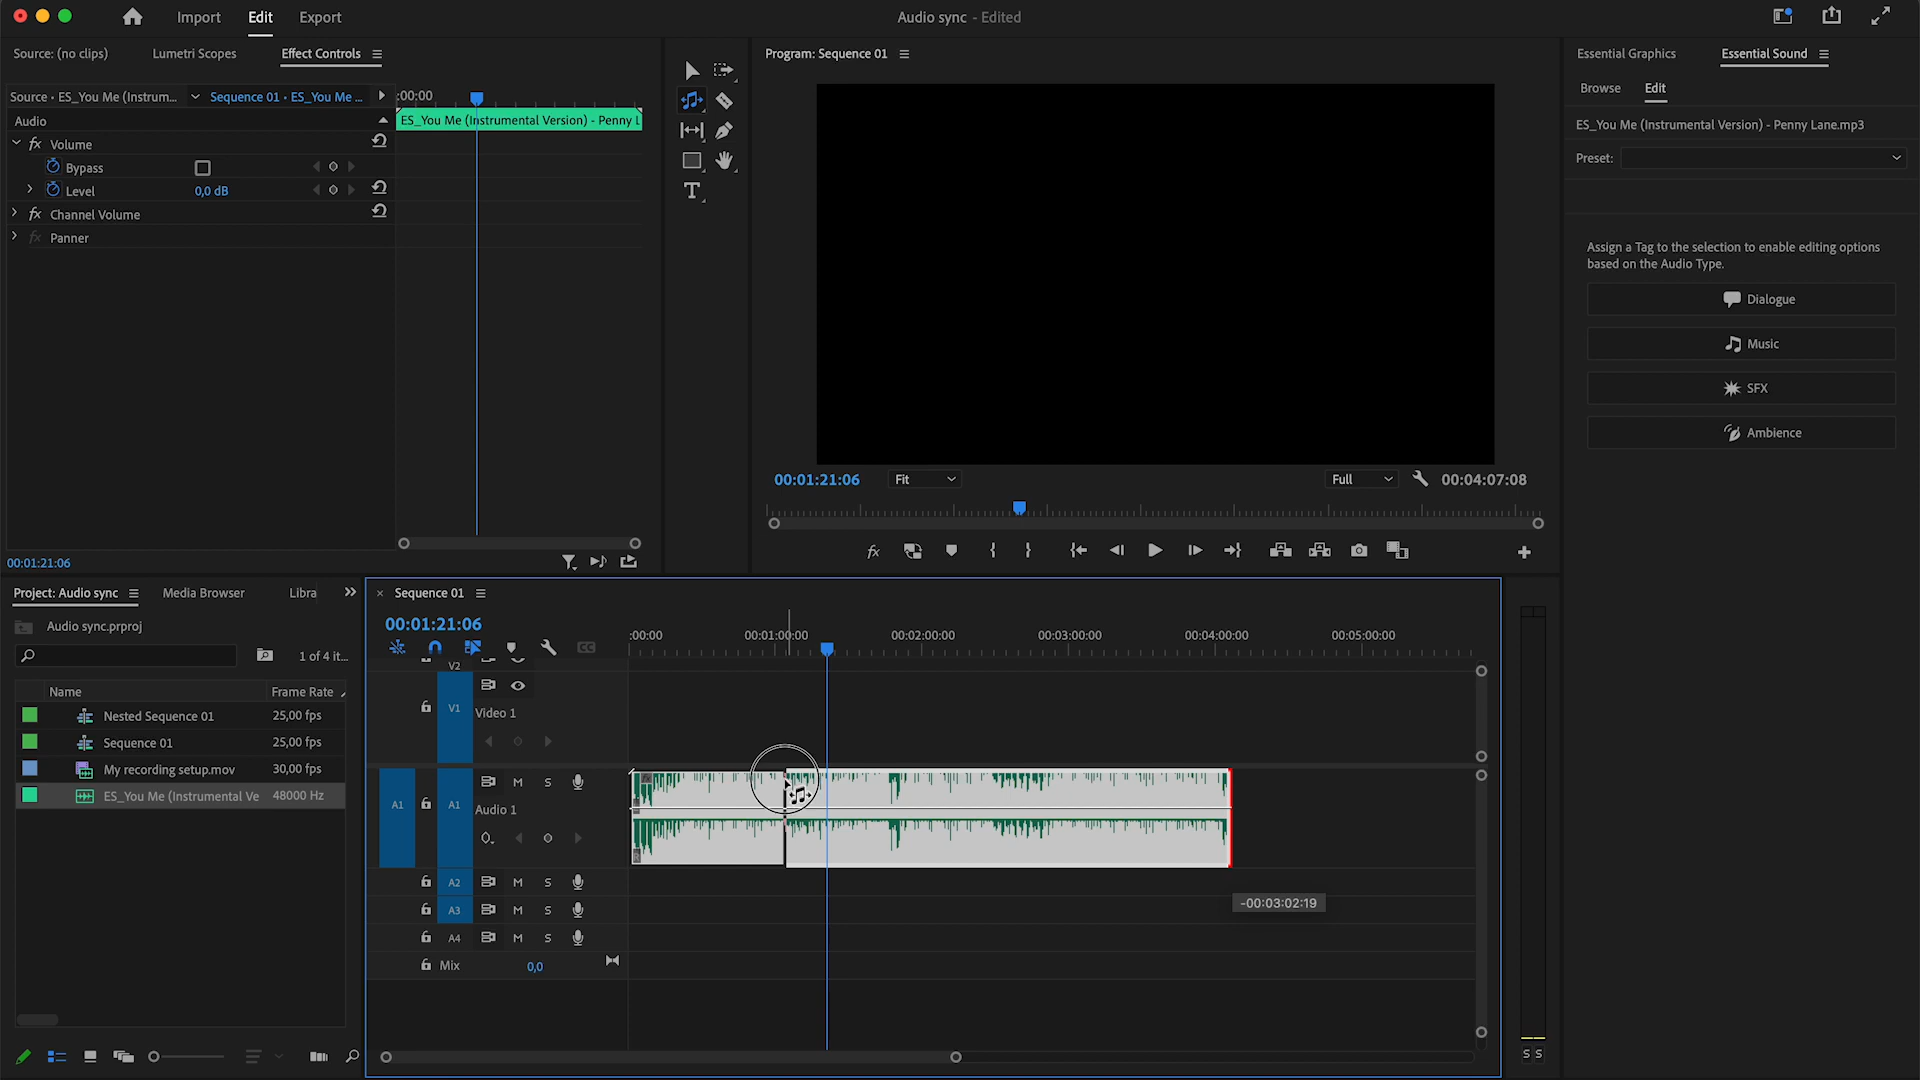 Import Edit Export
Audio sync - Edited
Source: (no clips) Lumetri Scopes Effect Controls
Program: Sequence 01
Essential Graphics Essential Sound
Browse Edit
Source • ES_You Me (Instrum... Sequence 01 • ES_You Me ...
:00:00
Audio
ES_You Me (Instrumental Version) - Penny L
ES_You Me (Instrumental Version) - Penny Lane.mp3
fx Volume
Preset:
Bypass
Level 0,0 dB
fx Channel Volume
fx Panner
T
Assign a Tag to the selection to enable editing options
based on the Audio Type.
Dialogue
Music
SFX
Ambience
00:01:21:06 Fit Full 00:04:07:08
fx
00:01:21:06
Project: Audio sync Media Browser Libra
Audio sync.prproj
1 of 4 it...
Name Frame Rate
Nested Sequence 01 25,00 fps
Sequence 01 25,00 fps
My recording setup.mov 30,00 fps
ES_You Me (Instrumental Ve 48000 Hz
× Sequence 01
00:01:21:06
:00:00 00:01:00:00 00:02:00:00 00:03:00:00 00:04:00:00 00:05:00:00
CC
V2
V1 Video 1
A1 A1 M S
Audio 1
A2 M S
A3 M S
A4 M S
Mix 0,0
-00:03:02:19
S S